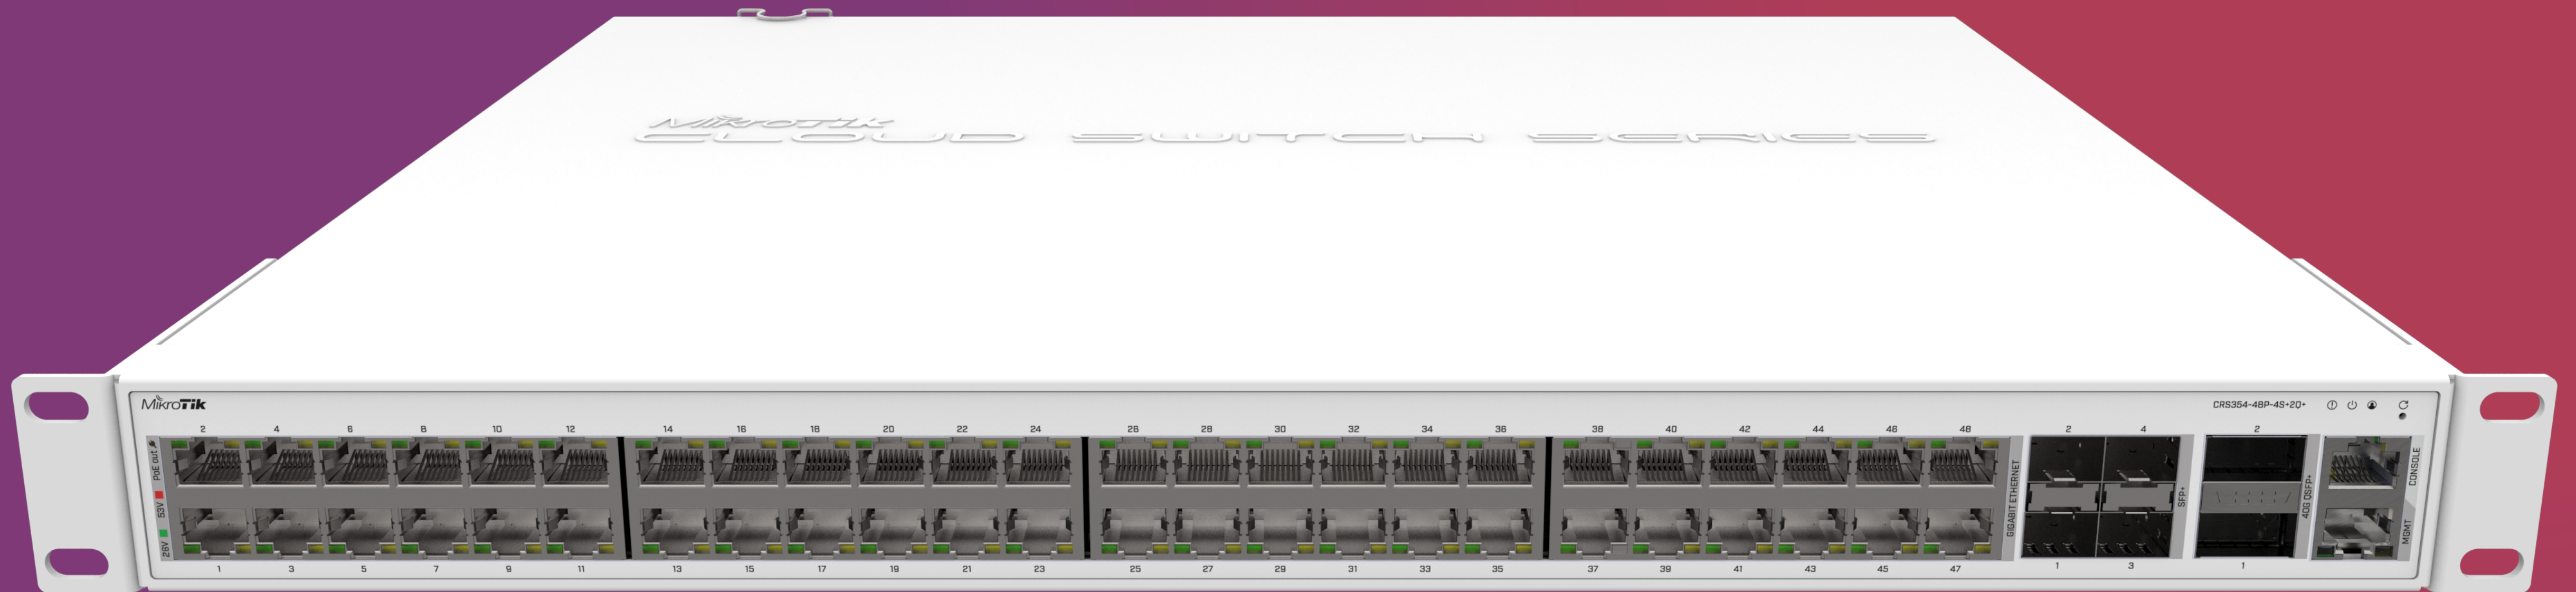 MikroTik
CLOUD SWITCH SERIES
MikroTik
CRS354-48P-4S+2Q+
2 4 6 8 10 12 14 16 18 20 22 24 26 28 30 32 34 36 38 40 42 44 46 48 2 4 2
PoE out
53V
26V
GIGABIT ETHERNET
SFP+
40G QSFP+
CONSOLE
MGMT
1 3 5 7 9 11 13 15 17 19 21 23 25 27 29 31 33 35 37 39 41 43 45 47 1 3 1